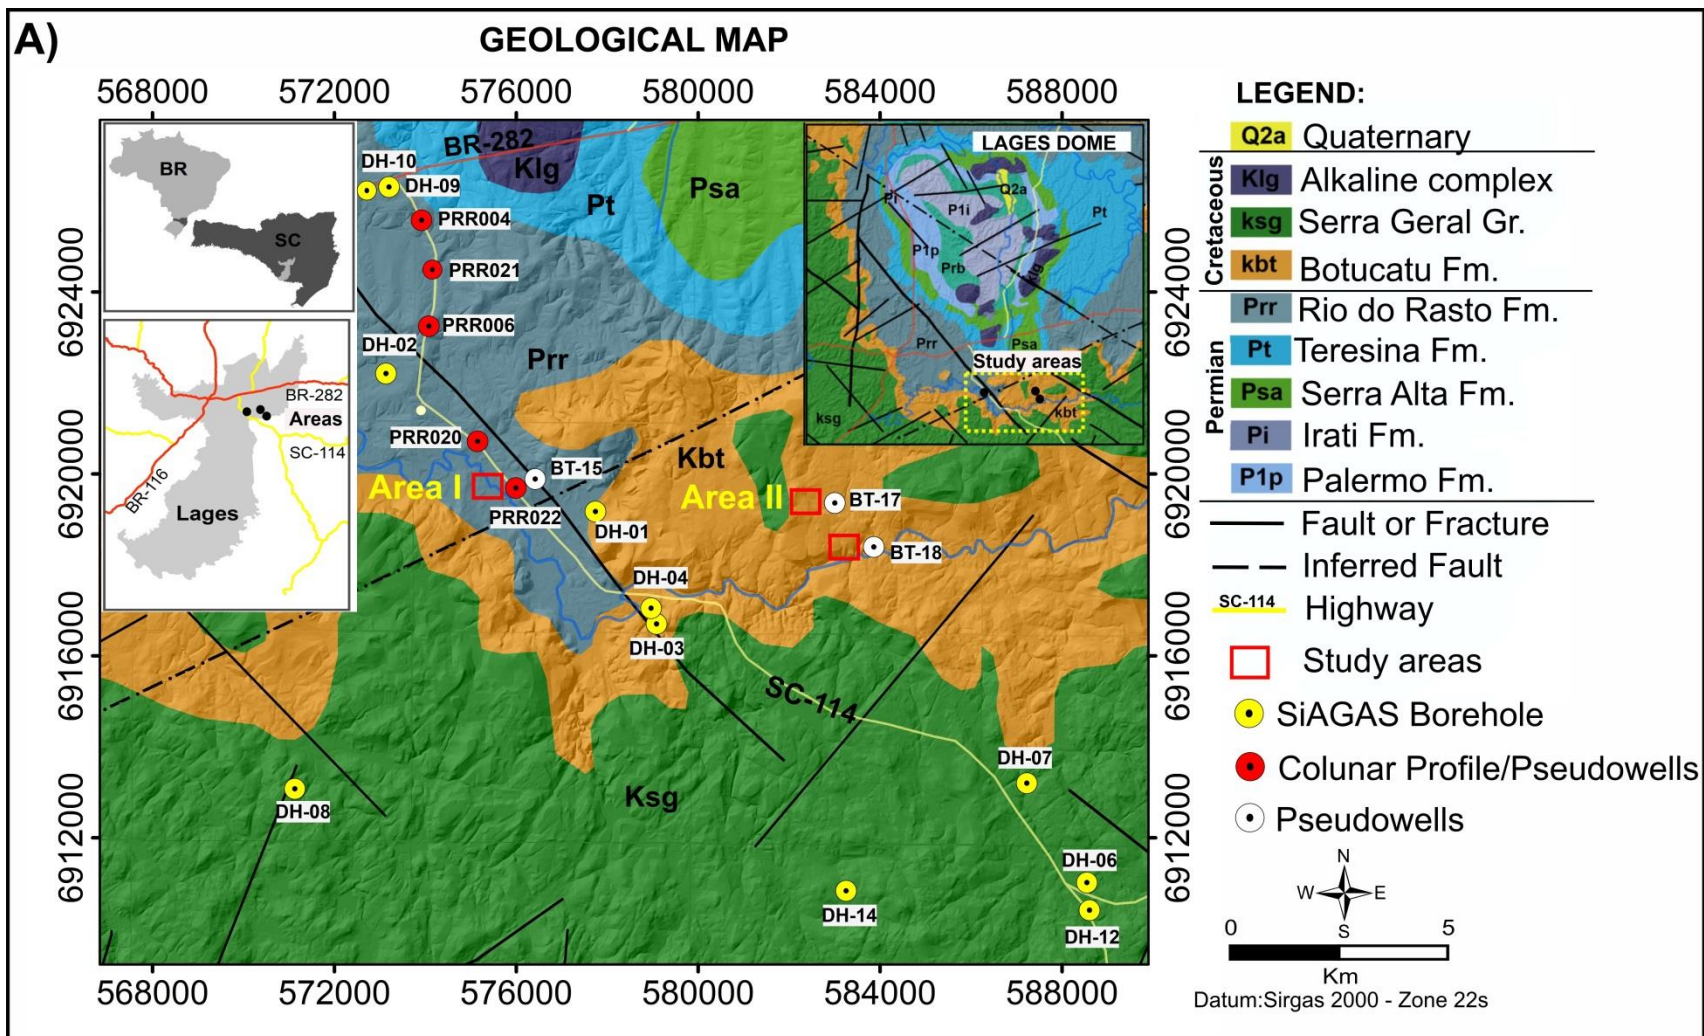 A)
GEOLOGICAL MAP
568000 572000 576000 580000 584000 588000
6924000
6920000
6916000
6912000
BR
SC
BR-282
Areas
SC-114
BR-116
Lages
BR-282
Klg
Pt
Psa
DH-10
DH-09
PRR004
PRR021
PRR006
DH-02
Prr
PRR020
BT-15
Area I
PRR022
DH-01
Kbt
Area II
BT-17
BT-18
DH-04
DH-03
SC-114
DH-07
Ksg
DH-08
DH-14
DH-06
DH-12
LAGES DOME
Q2a
Pi
P1i
Pt
P1p
Prb
Klg
Prr
Psa
Study areas
ksg
kbt
6924000
6920000
6916000
6912000
568000 572000 576000 580000 584000 588000
LEGEND:
Q2a Quaternary
Cretaceous
Klg Alkaline complex
ksg Serra Geral Gr.
kbt Botucatu Fm.
Permian
Prr Rio do Rasto Fm.
Pt Teresina Fm.
Psa Serra Alta Fm.
Pi Irati Fm.
P1p Palermo Fm.
Fault or Fracture
Inferred Fault
SC-114 Highway
Study areas
SiAGAS Borehole
Colunar Profile/Pseudowells
Pseudowells
N
W E
S
0 5
Km
Datum:Sirgas 2000 - Zone 22s